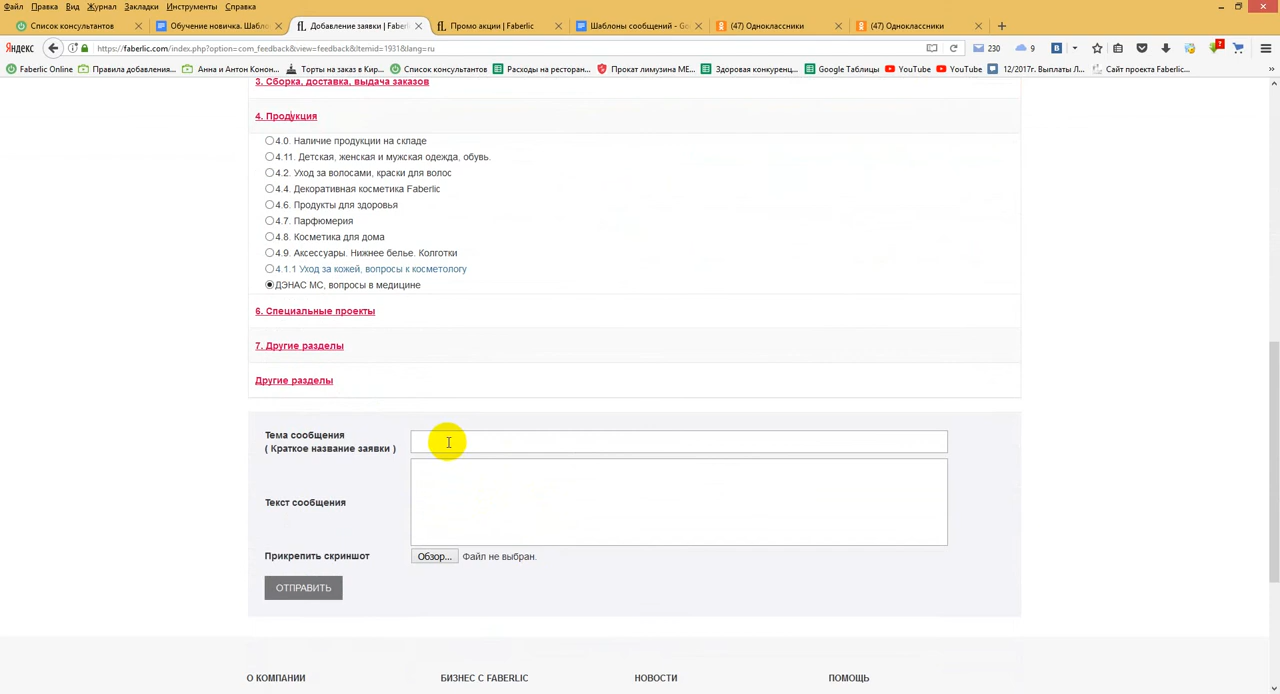 Файл Правка Вид Журнал Закладки Инструменты Справка
Список консультантов Обучение новичка. Шабло... Добавление заявки | Faberl... Промо акции | Faberlic Шаблоны сообщений - Go... (47) Одноклассники (47) Одноклассники
Яндекс https://faberlic.com/index.php?option=com_feedback&view=feedback&Itemid=1931&lang=ru 230 9 7
Faberlic Online Правила добавления... Анна и Антон Конон... Торты на заказ в Кир... Список консультантов Расходы на ресторан... Прокат лимузина ME... Здоровая конкуренц... Google Таблицы YouTube YouTube 12/2017г. Выплаты Л... Сайт проекта Faberlic...
3. Сборка, доставка, выдача заказов
4. Продукция
4.0. Наличие продукции на складе
4.11. Детская, женская и мужская одежда, обувь.
4.2. Уход за волосами, краски для волос
4.4. Декоративная косметика Faberlic
4.6. Продукты для здоровья
4.7. Парфюмерия
4.8. Косметика для дома
4.9. Аксессуары. Нижнее белье. Колготки
4.1.1 Уход за кожей, вопросы к косметологу
ДЭНАС МС, вопросы в медицине
6. Специальные проекты
7. Другие разделы
Другие разделы
Тема сообщения
( Краткое название заявки )
Текст сообщения
Прикрепить скриншот Обзор... Файл не выбран.
ОТПРАВИТЬ
О КОМПАНИИ БИЗНЕС С FABERLIC НОВОСТИ ПОМОЩЬ